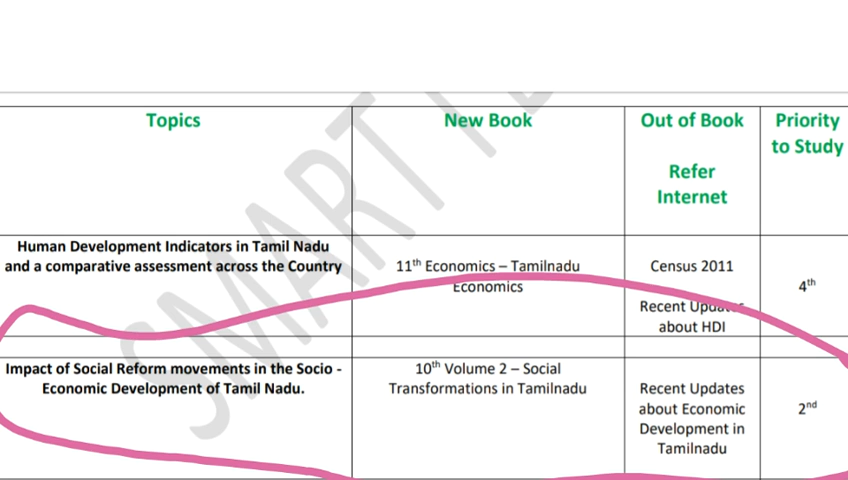 Topics
New Book
Out of Book
Refer
Internet
Priority
to Study
Human Development Indicators in Tamil Nadu
and a comparative assessment across the Country
11th Economics – Tamilnadu
Economics
Census 2011
Recent Updates
about HDI
4th
Impact of Social Reform movements in the Socio -
Economic Development of Tamil Nadu.
10th Volume 2 – Social
Transformations in Tamilnadu
Recent Updates
about Economic
Development in
Tamilnadu
2nd
SMART